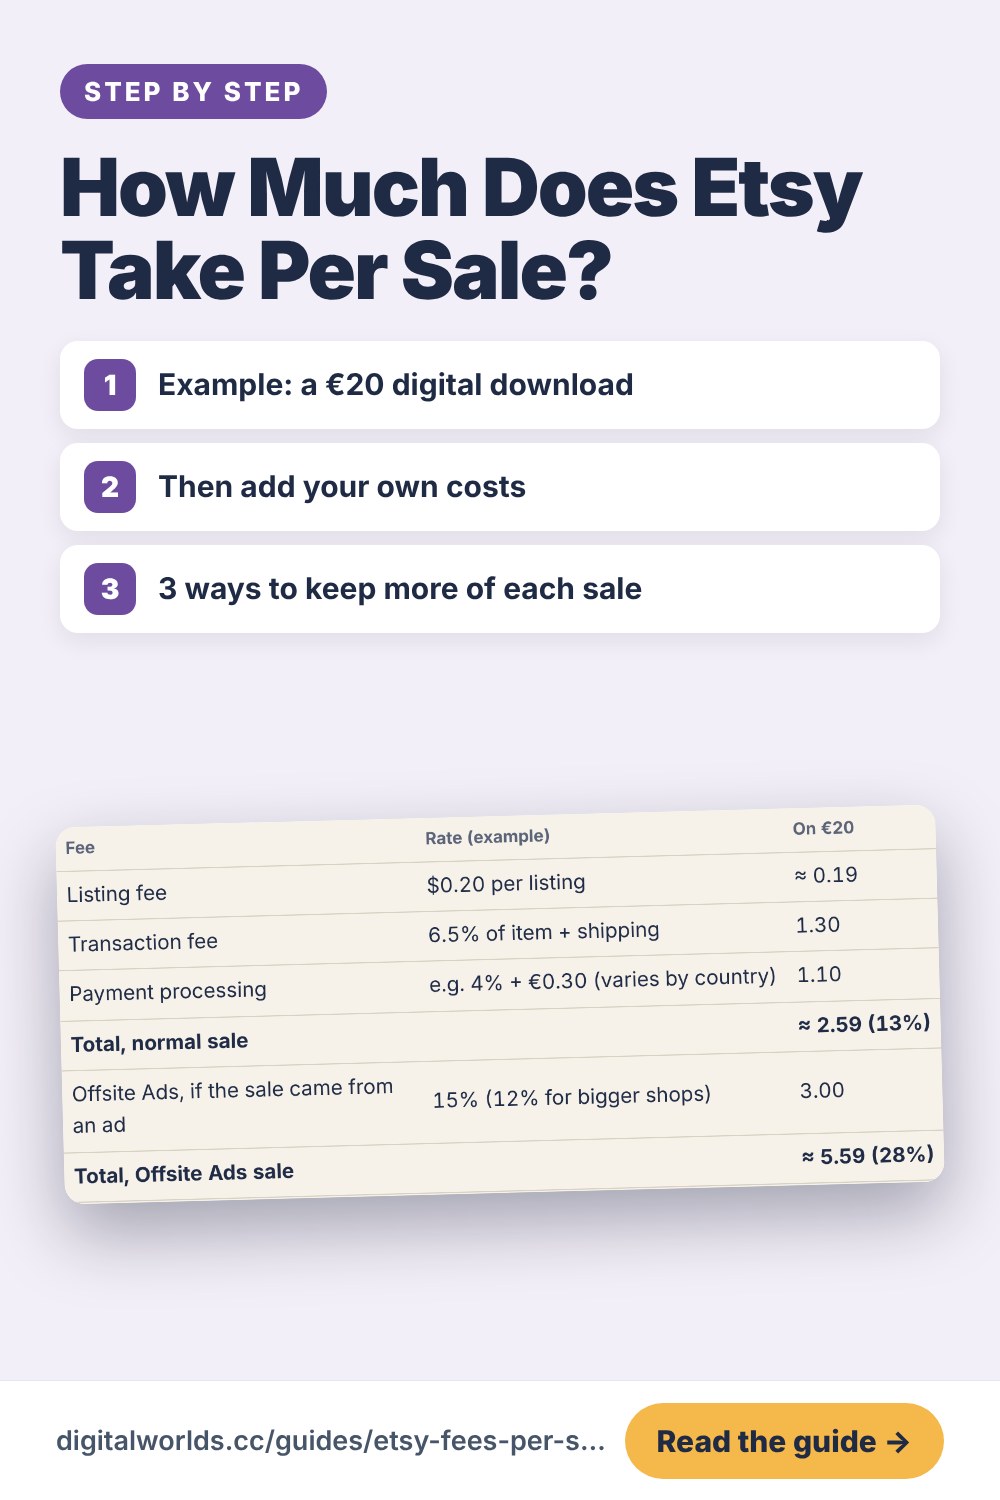 STEP BY STEP
How Much Does Etsy
Take Per Sale?
1 Example: a €20 digital download
2 Then add your own costs
3 3 ways to keep more of each sale
Fee Rate (example) On €20
Listing fee $0.20 per listing ≈ 0.19
Transaction fee 6.5% of item + shipping 1.30
Payment processing e.g. 4% + €0.30 (varies by country) 1.10
Total, normal sale ≈ 2.59 (13%)
Offsite Ads, if the sale came from
an ad 15% (12% for bigger shops) 3.00
Total, Offsite Ads sale ≈ 5.59 (28%)
digitalworlds.cc/guides/etsy-fees-per-s... Read the guide →